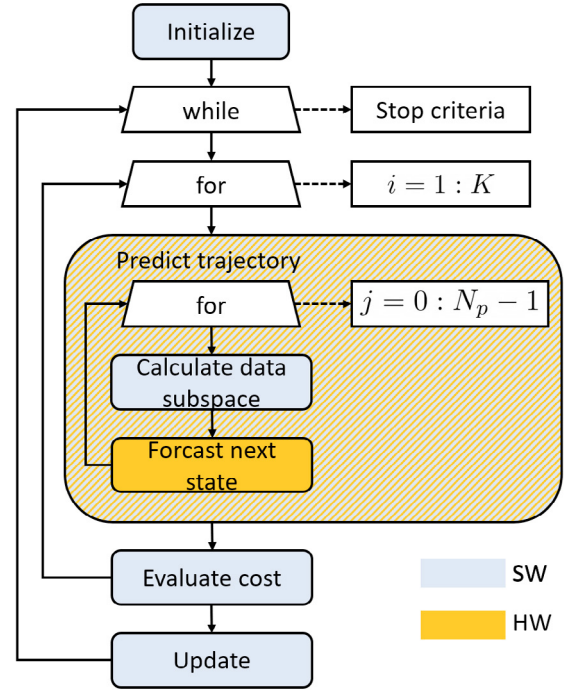 Initialize
while
Stop criteria
for
i = 1 : K
Predict trajectory
for
j = 0 : N_p − 1
Calculate data
subspace
Forcast next
state
Evaluate cost
SW
HW
Update